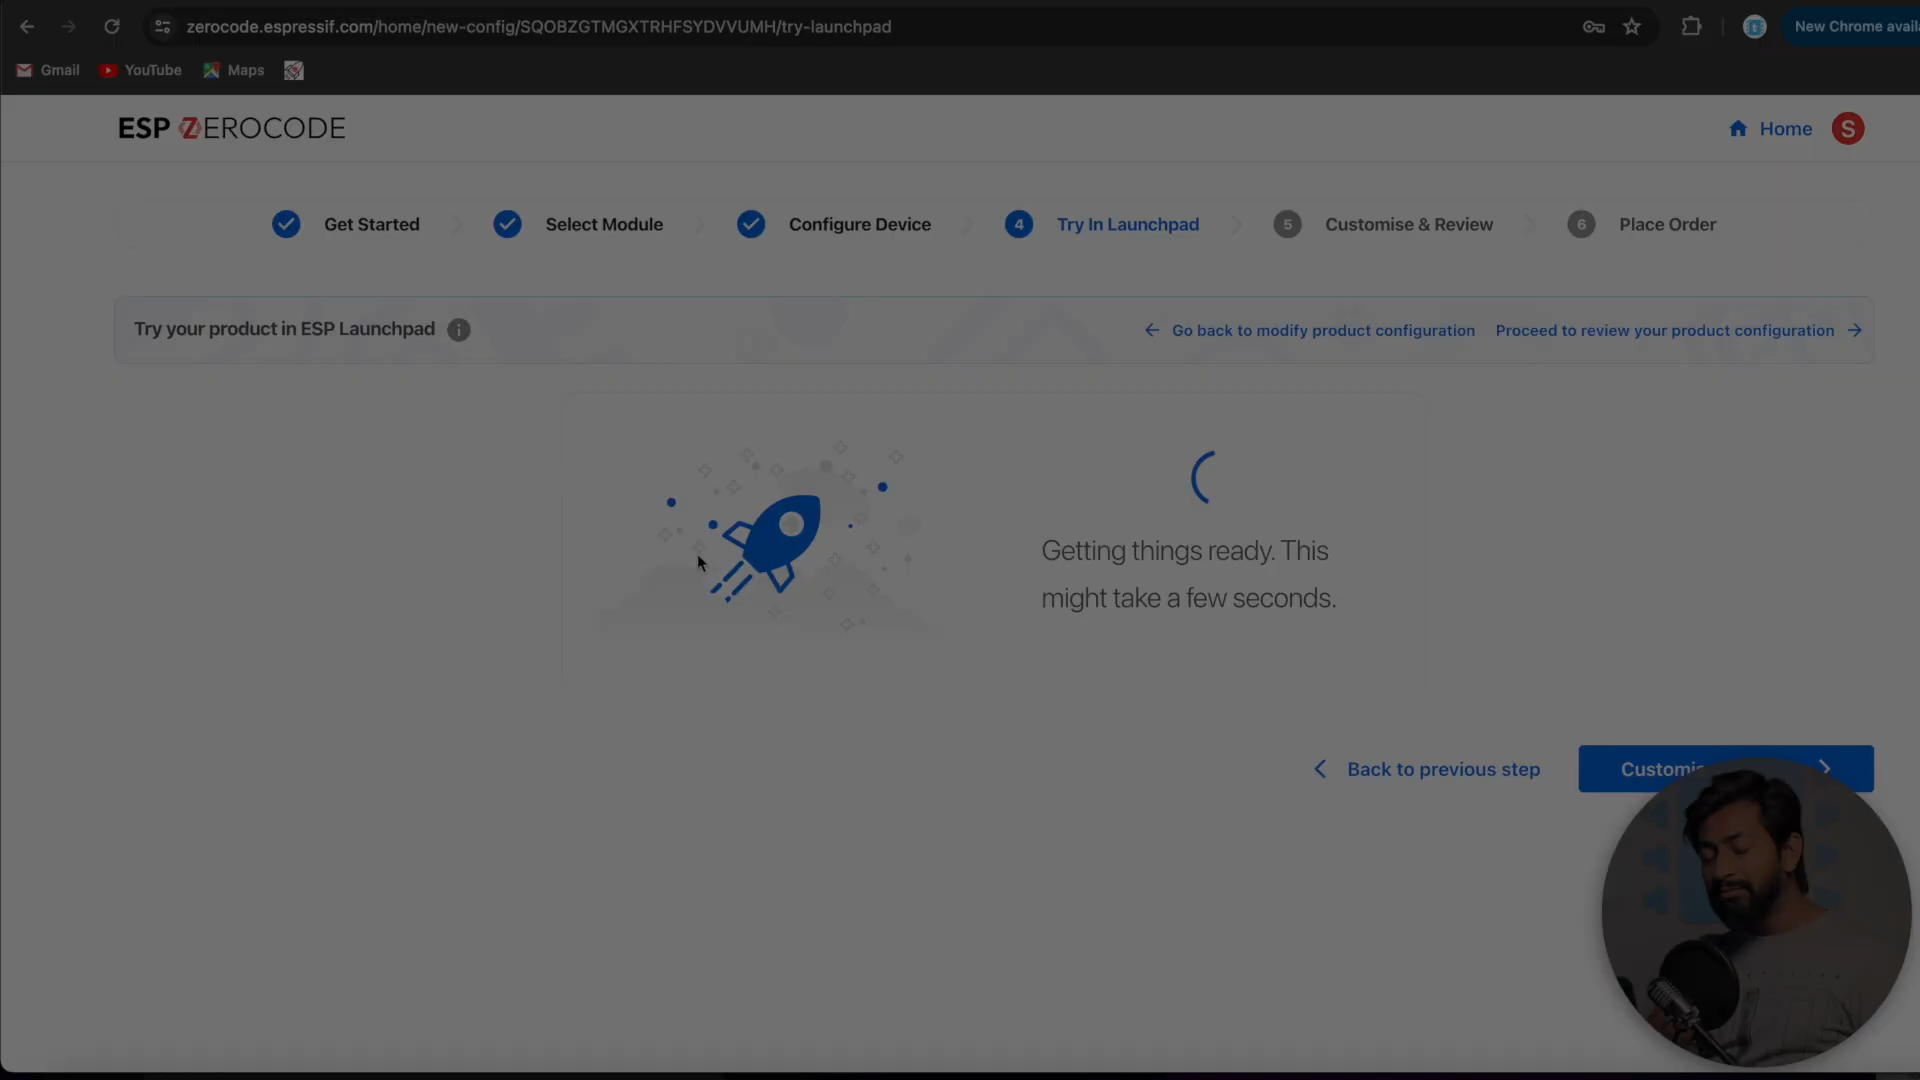 zerocode.espressif.com/home/new-config/SQOBZGTMGXTRHFSYDVVUMH/try-launchpad
New Chrome availa
Gmail YouTube Maps
ESP ZEROCODE
Home S
Get Started Select Module Configure Device 4 Try In Launchpad 5 Customise & Review 6 Place Order
Try your product in ESP Launchpad i
Go back to modify product configuration Proceed to review your product configuration
Getting things ready. This
might take a few seconds.
Back to previous step Customis